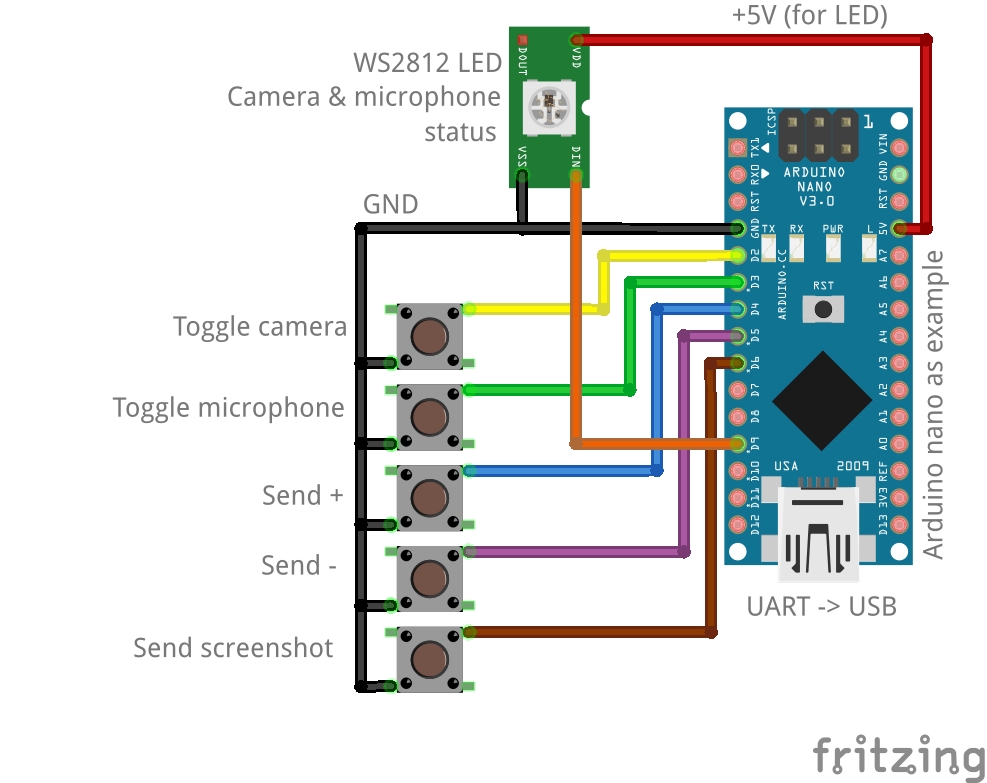 +5V (for LED)
WS2812 LED
Camera & microphone
status
DOUT
VDD
VSS
DIN
GND
ICSP
1
ARDUINO
NANO
V3.0
TX1
RX0
RST
GND
D2
D3
D4
D5
D6
D7
D8
D9
D10
D11
D12
VIN
GND
RST
5V
A7
A6
A5
A4
A3
A2
A1
A0
REF
3V3
D13
TX
RX
PWR
L
ARDUINO.CC
RST
USA
2009
Toggle camera
Toggle microphone
Send +
Send -
Send screenshot
Arduino nano as example
UART -> USB
fritzing